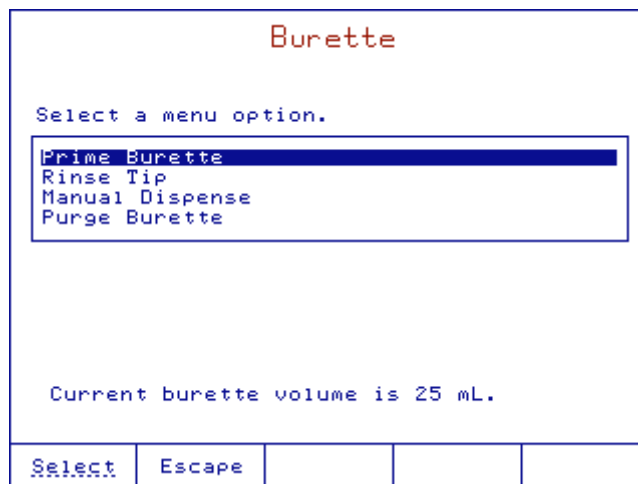 Burette
Select a menu option.
Prime Burette
Rinse Tip
Manual Dispense
Purge Burette
Current burette volume is 25 mL.
Select Escape